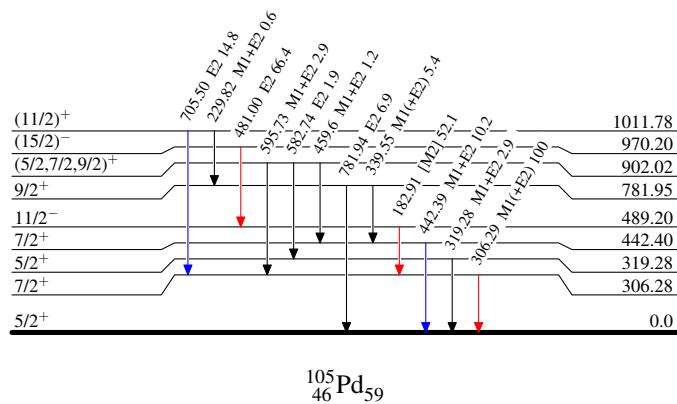 705.50 E2 14.8
229.82 M1+E2 0.6
481.00 E2 66.4
595.73 M1+E2 2.9
582.74 E2 1.9
459.6 M1+E2 1.2
781.94 E2 6.9
339.55 M1(+E2) 5.4
182.91 [M2] 52.1
442.39 M1+E2 10.2
319.28 M1+E2 2.9
306.29 M1(+E2) 100
(11/2)+ 1011.78
(15/2)− 970.20
(5/2,7/2,9/2)+ 902.02
9/2+ 781.95
11/2− 489.20
7/2+ 442.40
5/2+ 319.28
7/2+ 306.28
5/2+ 0.0
105 46 Pd 59